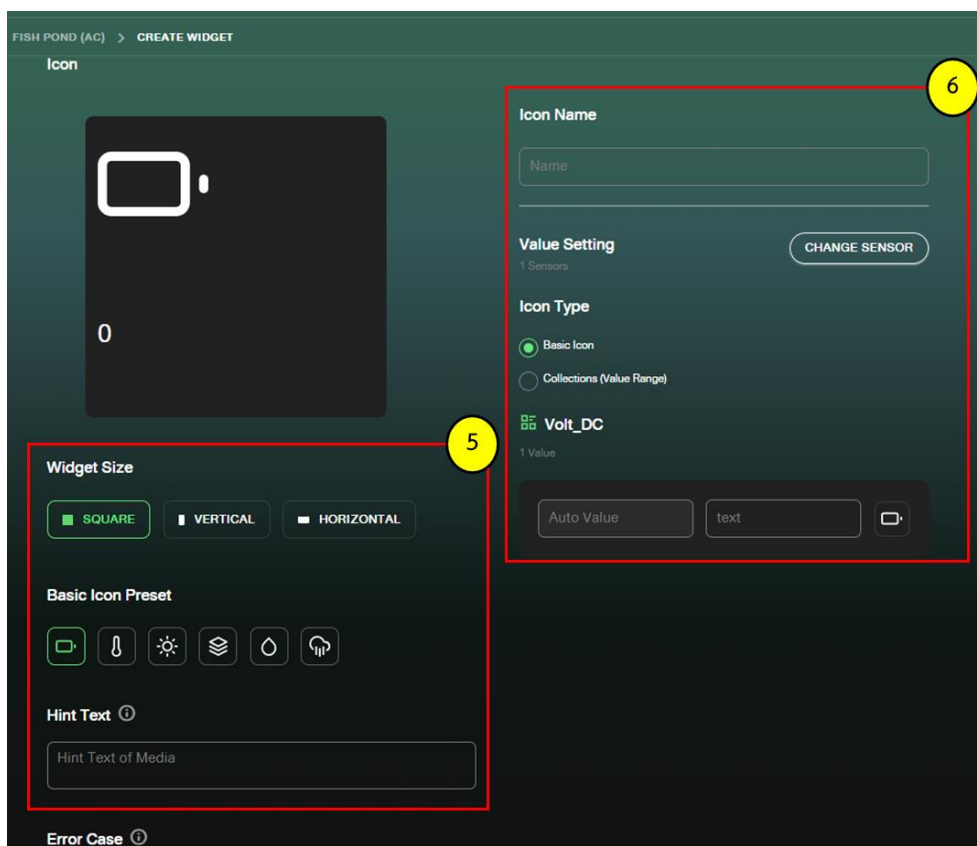 FISH POND (AC) > CREATE WIDGET
Icon
0
5
Widget Size
SQUARE
VERTICAL
HORIZONTAL
Basic Icon Preset
Hint Text
Hint Text of Media
Error Case
6
Icon Name
Name
Value Setting
CHANGE SENSOR
1 Sensors
Icon Type
Basic Icon
Collections (Value Range)
Volt_DC
1 Value
Auto Value
text